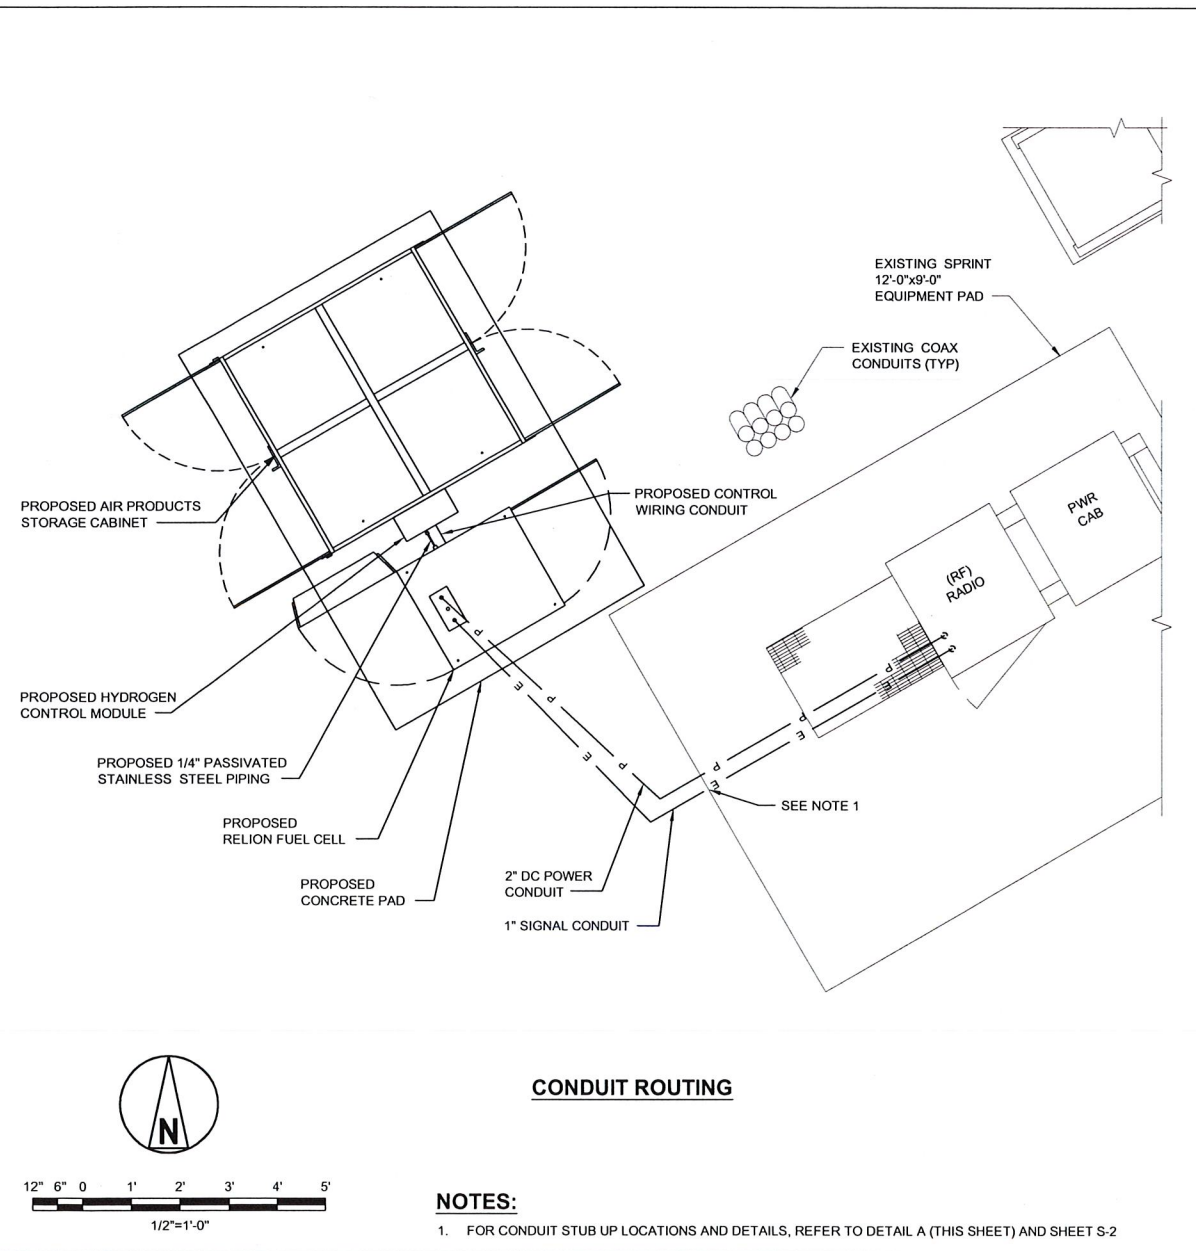 EXISTING SPRINT
12'-0"x9'-0"
EQUIPMENT PAD
EXISTING COAX
CONDUITS (TYP)
PWR
CAB
(RF)
RADIO
PROPOSED AIR PRODUCTS
STORAGE CABINET
PROPOSED CONTROL
WIRING CONDUIT
P
E
P
E
P
P
E
P
E
P
E
PROPOSED HYDROGEN
CONTROL MODULE
PROPOSED 1/4" PASSIVATED
STAINLESS STEEL PIPING
SEE NOTE 1
PROPOSED
RELION FUEL CELL
PROPOSED
CONCRETE PAD
2" DC POWER
CONDUIT
1" SIGNAL CONDUIT
CONDUIT ROUTING
N
12" 6" 0 1' 2' 3' 4' 5'
1/2"=1'-0"
NOTES:
1. FOR CONDUIT STUB UP LOCATIONS AND DETAILS, REFER TO DETAIL A (THIS SHEET) AND SHEET S-2